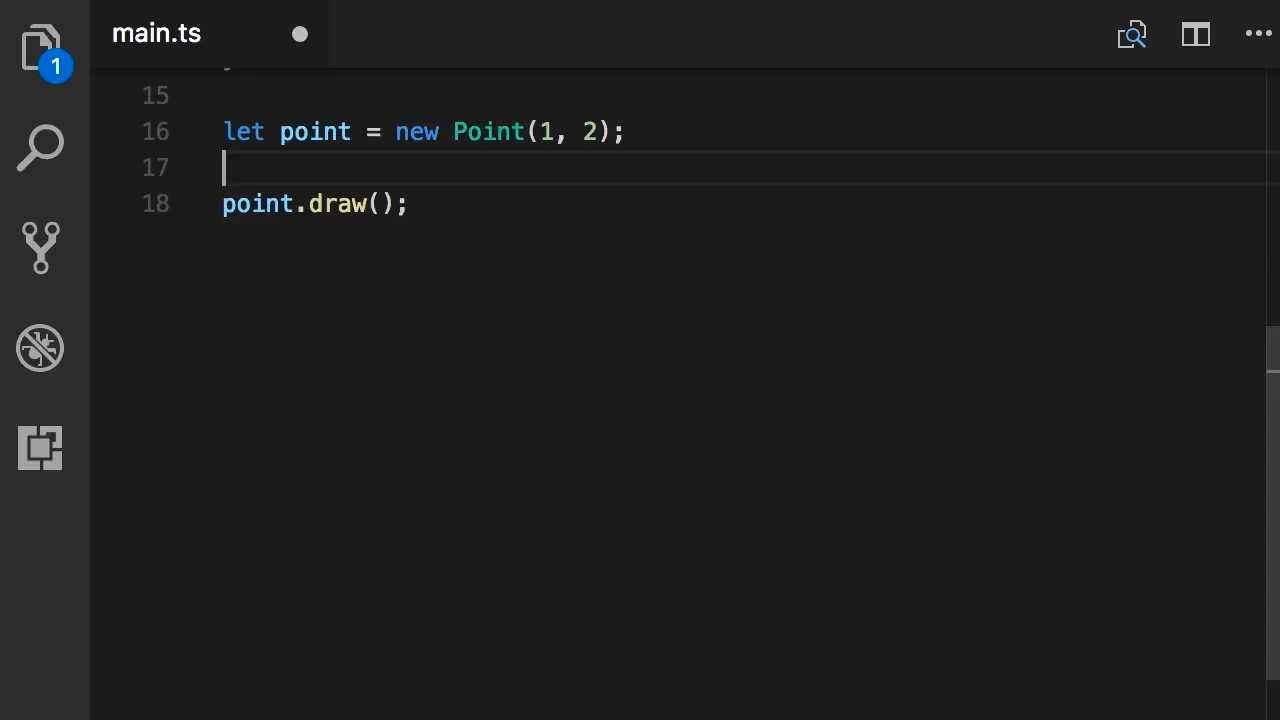 main.ts
1
15
16 let point = new Point(1, 2);
17
18 point.draw();